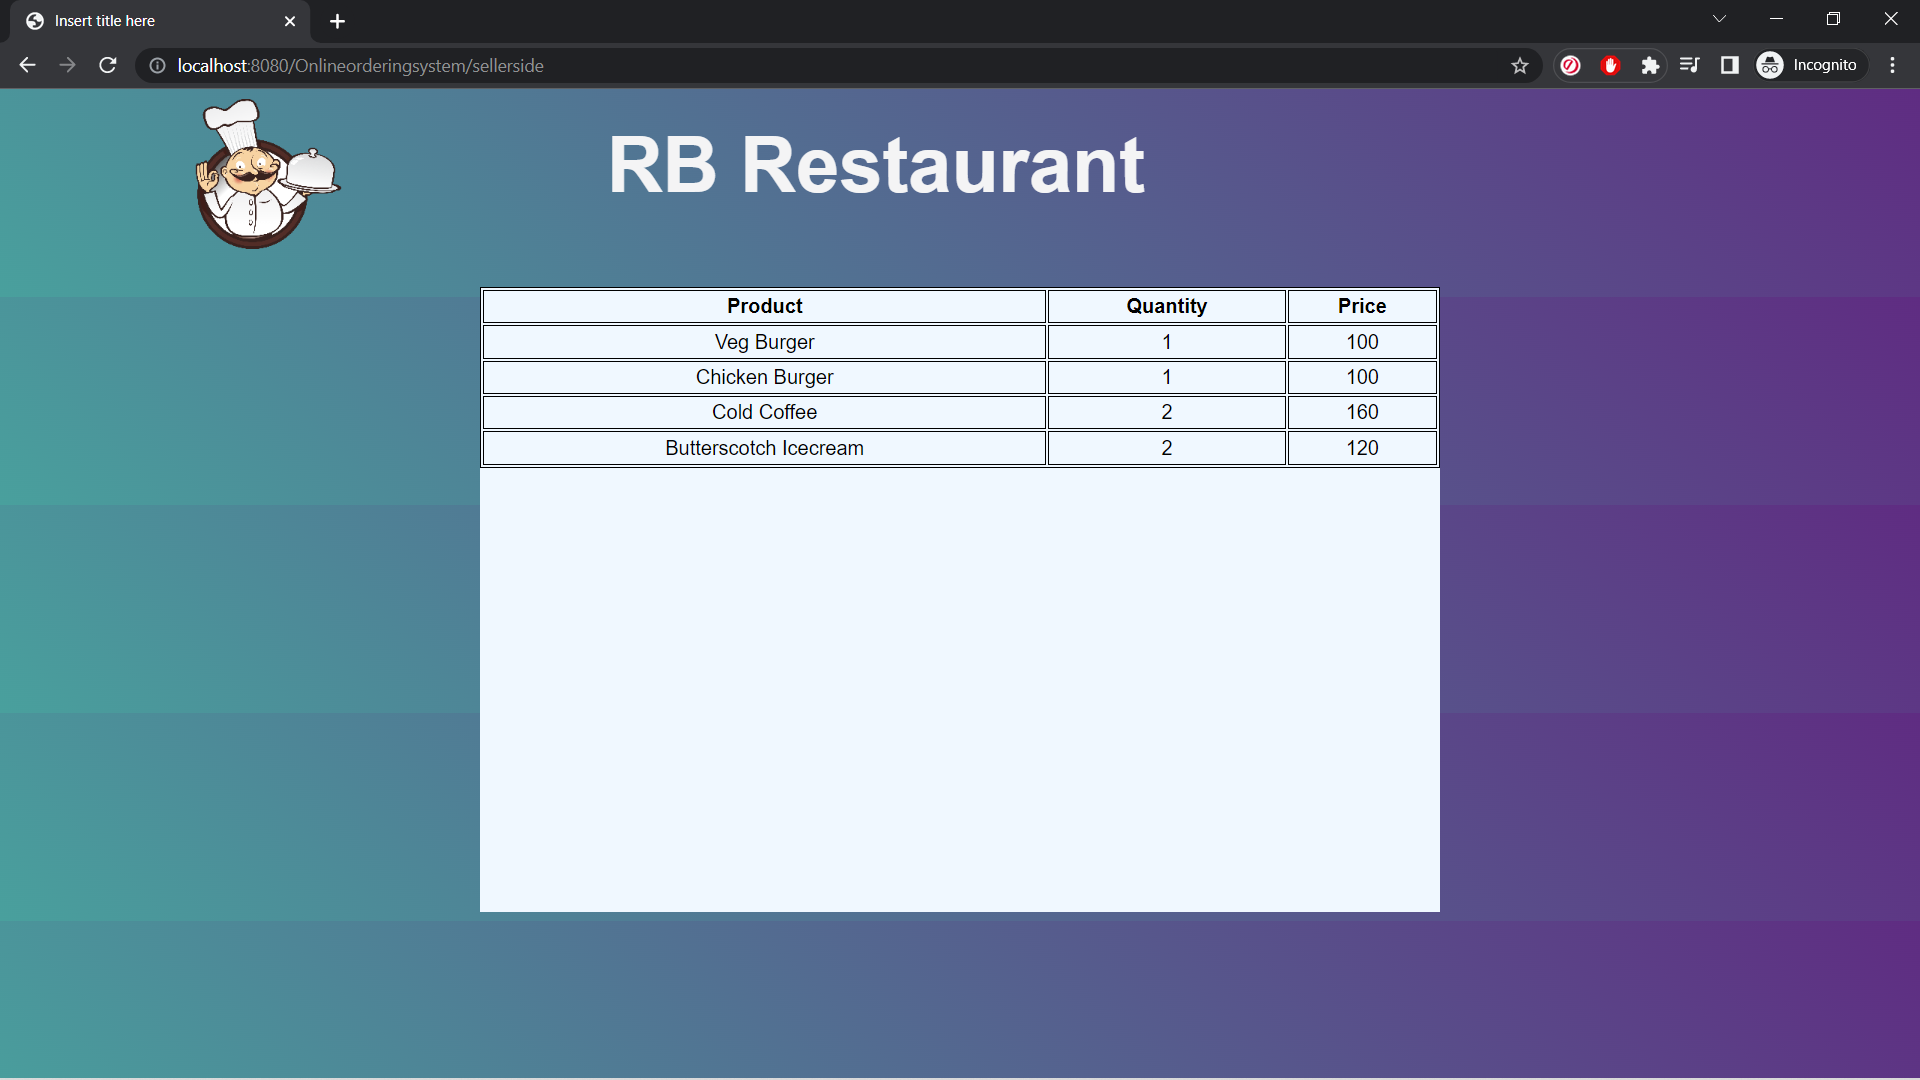 Insert title here
localhost:8080/Onlineorderingsystem/sellerside
Incognito
RB Restaurant
Product Quantity Price
Veg Burger 1 100
Chicken Burger 1 100
Cold Coffee 2 160
Butterscotch Icecream 2 120